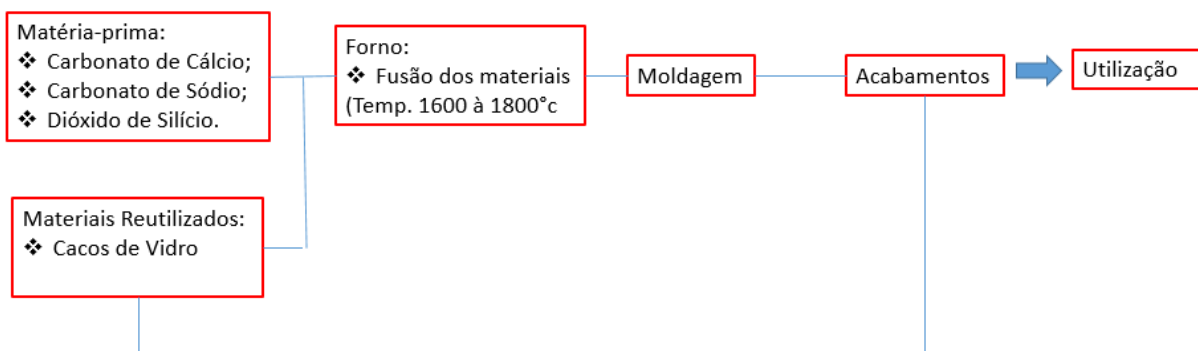 Matéria-prima:
❖ Carbonato de Cálcio;
❖ Carbonato de Sódio;
❖ Dióxido de Silício.
Forno:
❖ Fusão dos materiais
(Temp. 1600 à 1800°c
Moldagem
Acabamentos
Utilização
Materiais Reutilizados:
❖ Cacos de Vidro